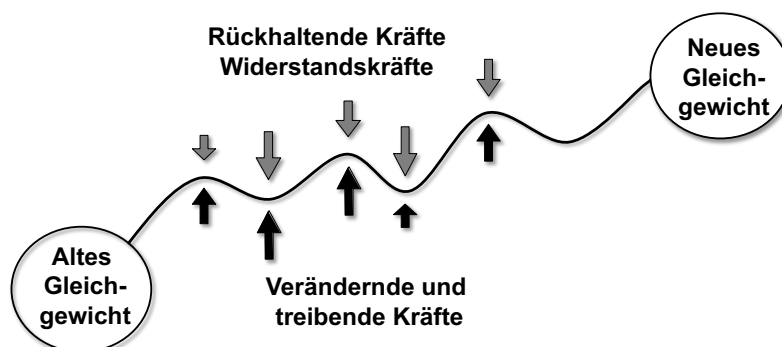 Rückhaltende Kräfte
Widerstandskräfte
Neues
Gleich-
gewicht
Altes
Gleich-
gewicht
Verändernde und
treibende Kräfte